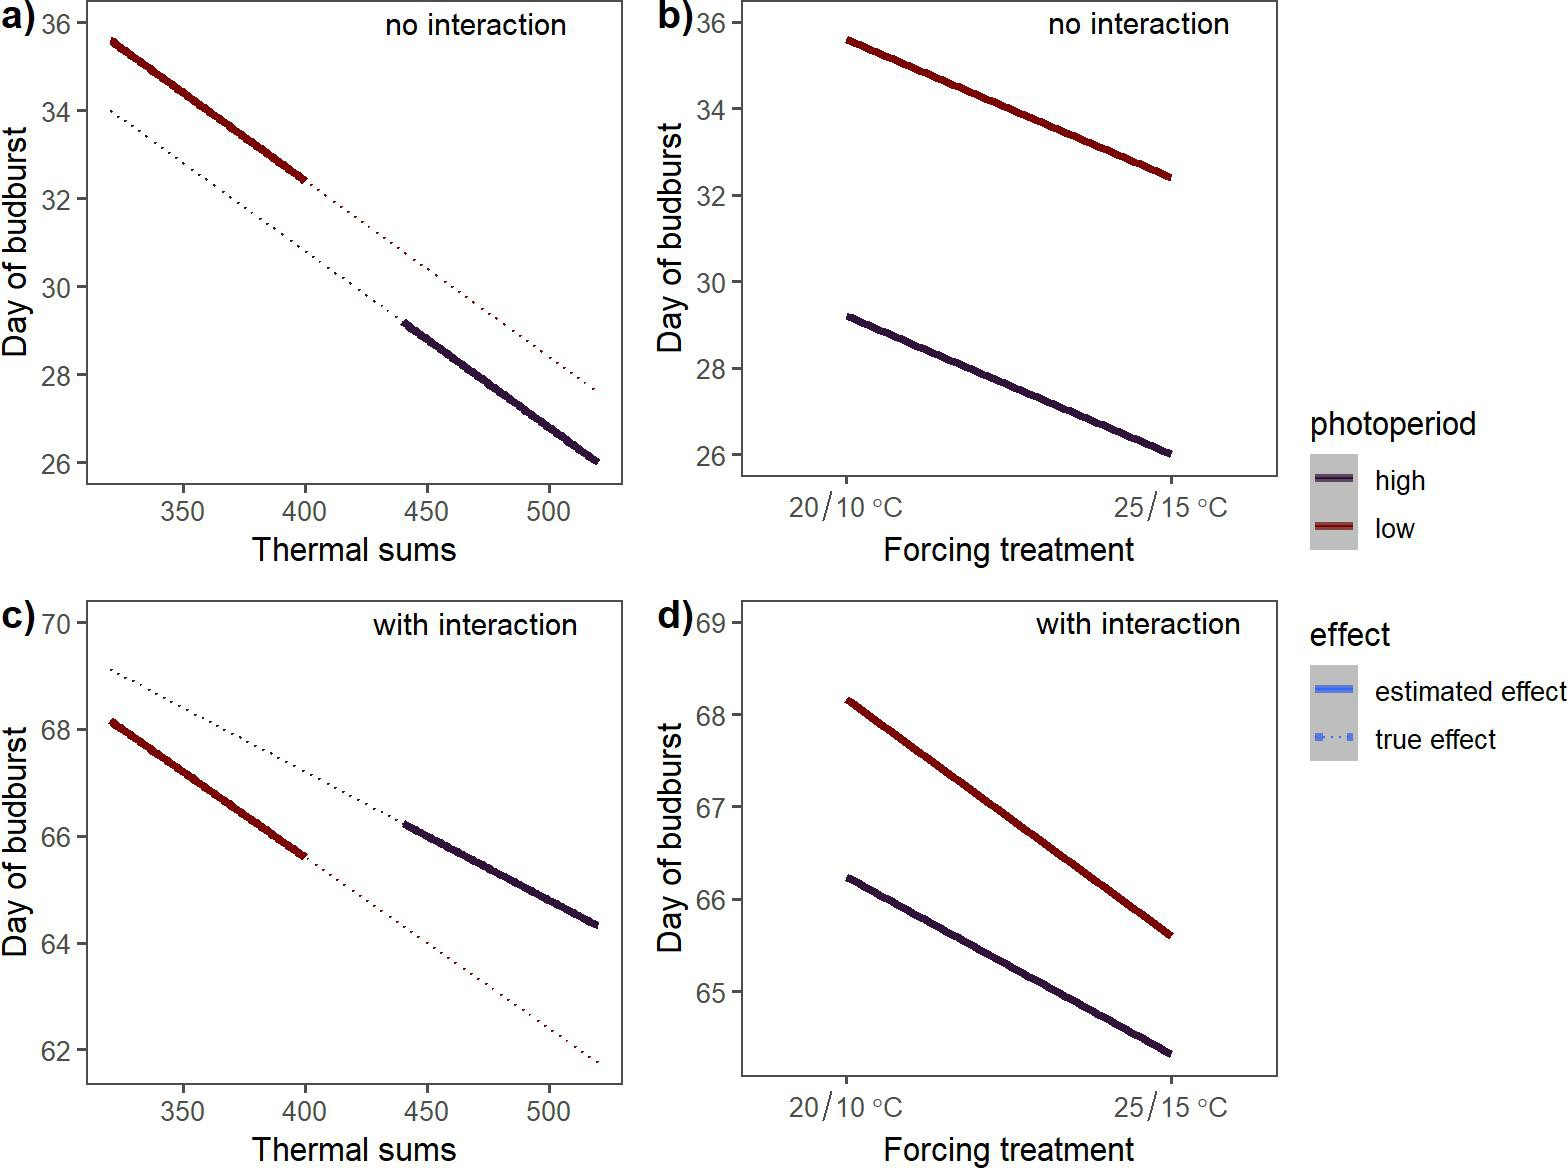 a)
no interaction
36
34
32
30
28
26
Day of budburst
350 400 450 500
Thermal sums
b)
no interaction
36
34
32
30
28
26
Day of budburst
20/10 °C 25/15 °C
Forcing treatment
photoperiod
high
low
effect
estimated effect
true effect
c)
with interaction
70
68
66
64
62
Day of budburst
350 400 450 500
Thermal sums
d)
with interaction
69
68
67
66
65
Day of budburst
20/10 °C 25/15 °C
Forcing treatment